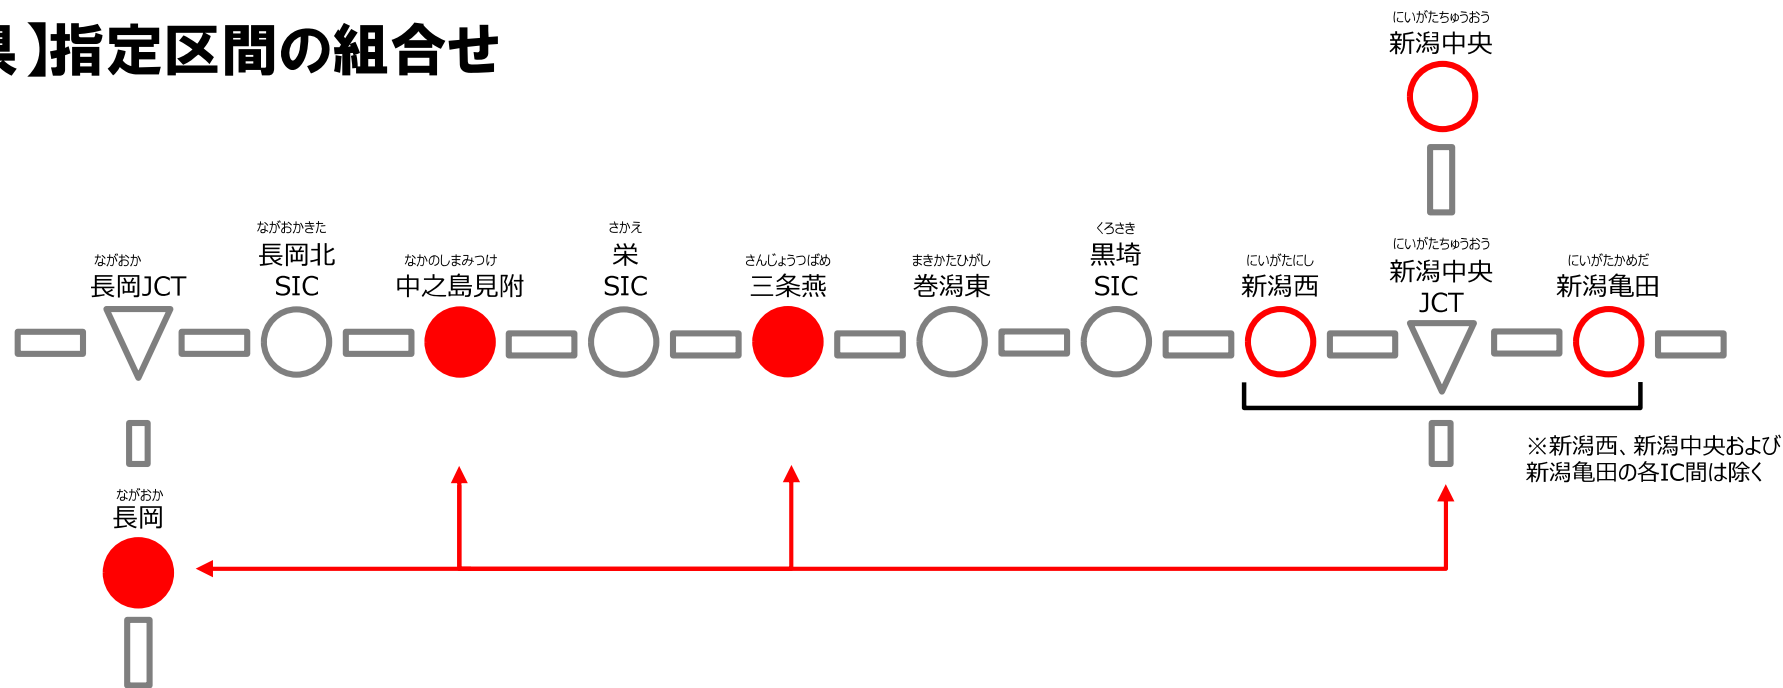 】指定区間の組合せ
にいがたちゅうおう
新潟中央
ながおか
長岡JCT
ながおかきた
長岡北
SIC
なかのしまみつけ
中之島見附
さかえ
栄
SIC
さんじょうつばめ
三条燕
まきかたひがし
巻潟東
くろさき
黒埼
SIC
にいがたにし
新潟西
にいがたちゅうおう
新潟中央
JCT
にいがたかめだ
新潟亀田
※新潟西、新潟中央および
新潟亀田の各IC間は除く
ながおか
長岡